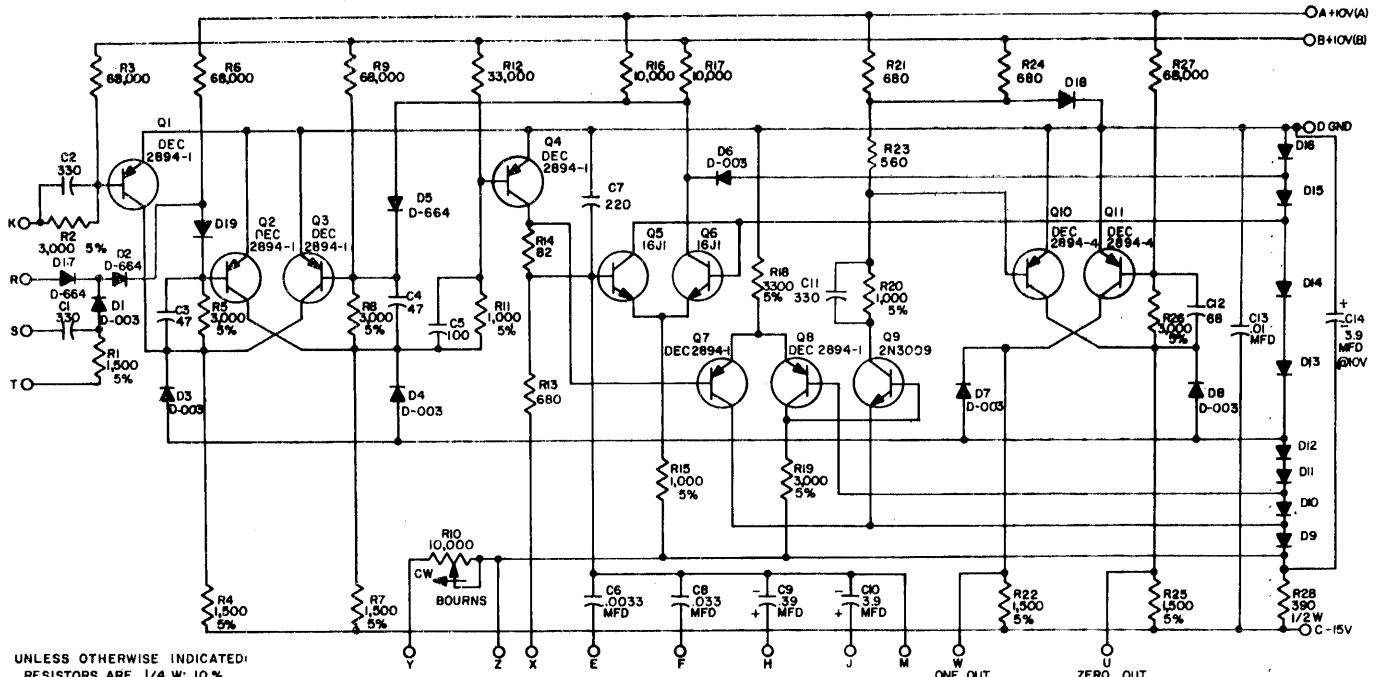 A+10V(A)
B+10V(B)
R3
68,000
R6
68,000
R9
68,000
R12
33,000
R16
10,000
R17
10,000
R21
680
R24
680
R27
68,000
D18
D GND
Q1
DEC
2894-1
C2
330
K
R2
3,000 5%
D19
Q2
DEC
2894-1
Q3
DEC
2894-1
D5
D-664
Q4
DEC
2894-1
C7
220
D6
D-003
R23
560
D16
D15
R14
82
Q5
16J1
Q6
16J1
Q10
DEC
2894-4
Q11
DEC
2894-4
R
D17
D-664
D2
D-664
D1
D-003
S
C1
330
R1
1,500
5%
T
C3
47
R5
3,000
5%
R8
3,000
5%
C4
47
C5
100
R11
1,000
5%
R18
3300
5%
C11
330
R20
1,000
5%
R26
3,000
5%
C12
68
C13
.01
MFD
D14
+
C14
-
3.9
MFD
@10V
D13
D3
D-003
D4
D-003
R13
680
Q7
DEC2894-1
Q8
DEC 2894-1
Q9
2N3009
D7
D-003
D8
D-003
D12
D11
D10
D9
R15
1,000
5%
R19
3,000
5%
R10
10,000
CW
BOURNS
R4
1,500
5%
R7
1,500
5%
C6
.0033
MFD
C8
.033
MFD
-
C9
.39
+
MFD
-
C10
3.9
+
MFD
R22
1,500
5%
R25
1,500
5%
R28
390
1/2 W
C-15V
Y
Z
X
E
F
H
J
M
W
U
ONE OUT
ZERO OUT
UNLESS OTHERWISE INDICATED:
RESISTORS ARE 1/4 W; 10 %